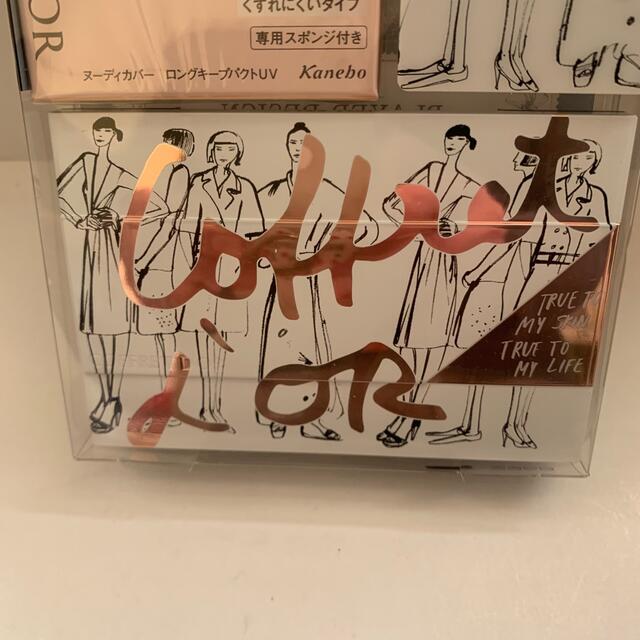 OR
くずれにくいタイプ
専用スポンジ付き
ヌーディカバー ロングキープパクトUV Kanebo
Coffret
d'OR
TRUE TO
MY SKIN
TRUE TO
MY LIFE